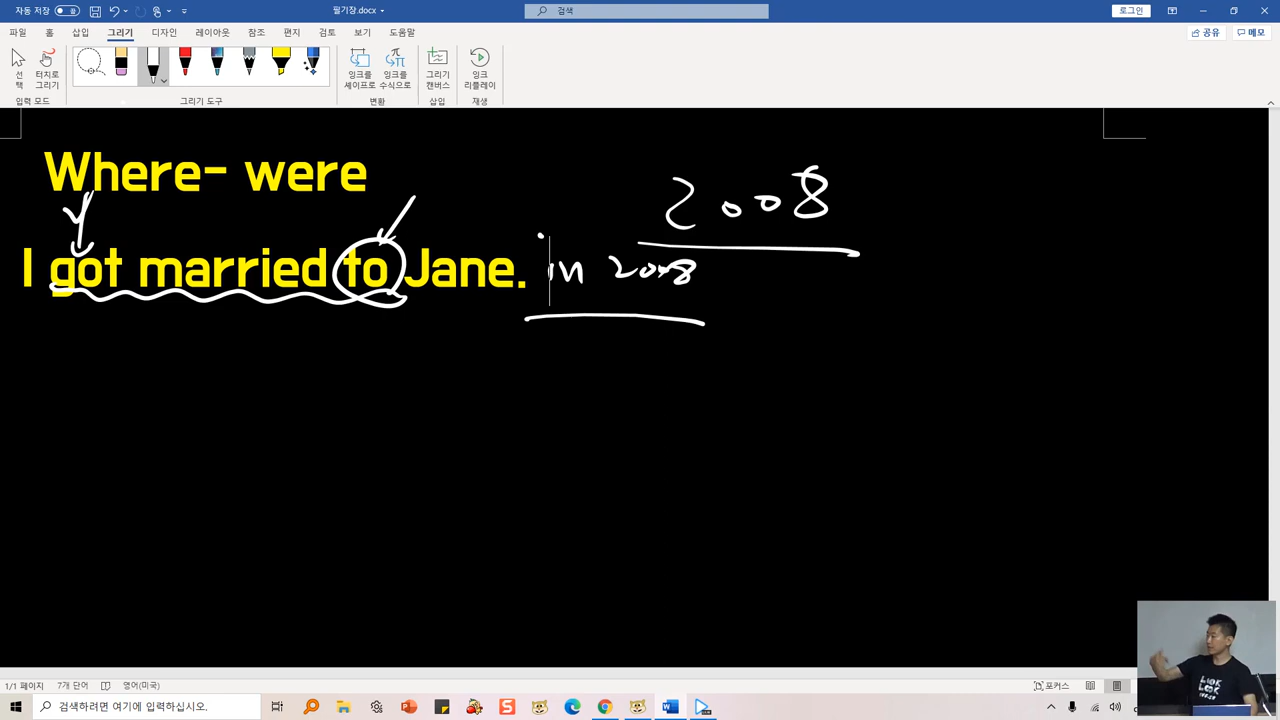 자동 저장
필기장.docx
검색
로그인
파일 홈 삽입 그리기 디자인 레이아웃 참조 편지 검토 보기 도움말
공유 메모
선택
터치로 그리기
잉크를 셰이프로
잉크를 수식으로
그리기 캔버스
잉크 리플레이
입력 모드 그리기 도구 변환 삽입 재생
Where- were
2008
I got married to Jane. in 2008
1/1 페이지 7개 단어 영어(미국) 포커스
검색하려면 여기에 입력하십시오.